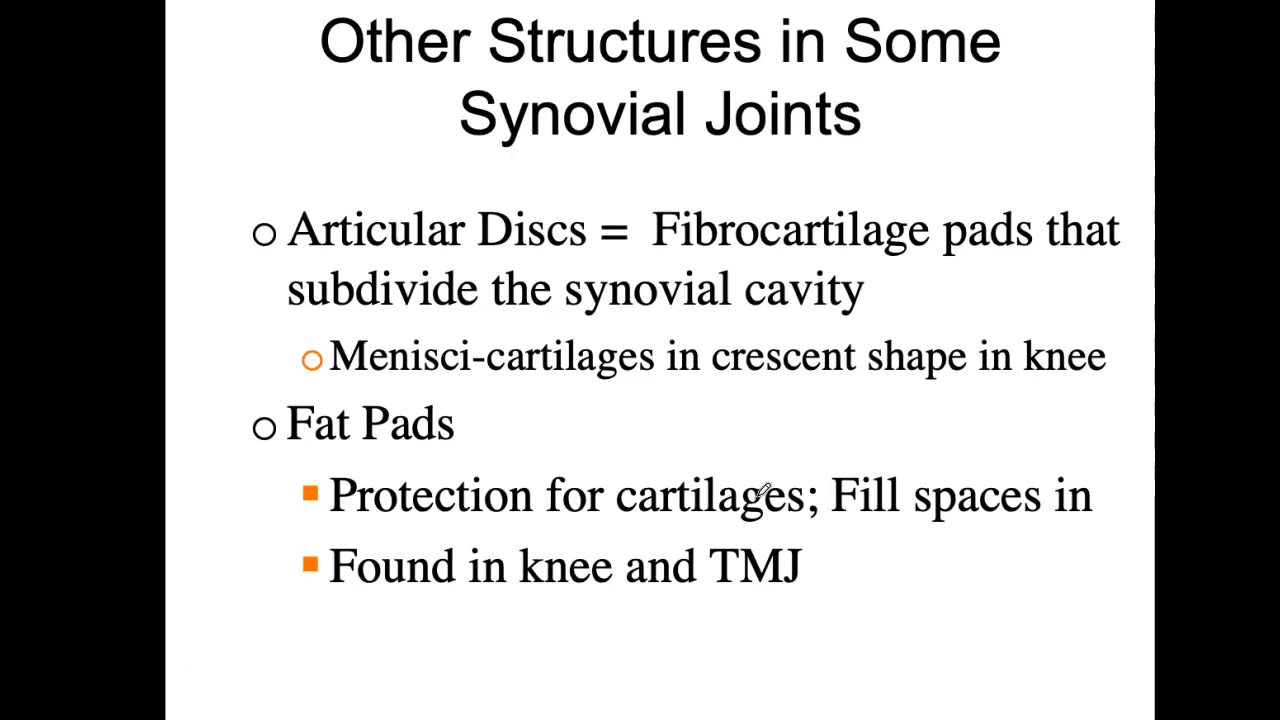 Other Structures in Some
Synovial Joints
Articular Discs = Fibrocartilage pads that
subdivide the synovial cavity
Menisci-cartilages in crescent shape in knee
Fat Pads
Protection for cartilages; Fill spaces in
Found in knee and TMJ